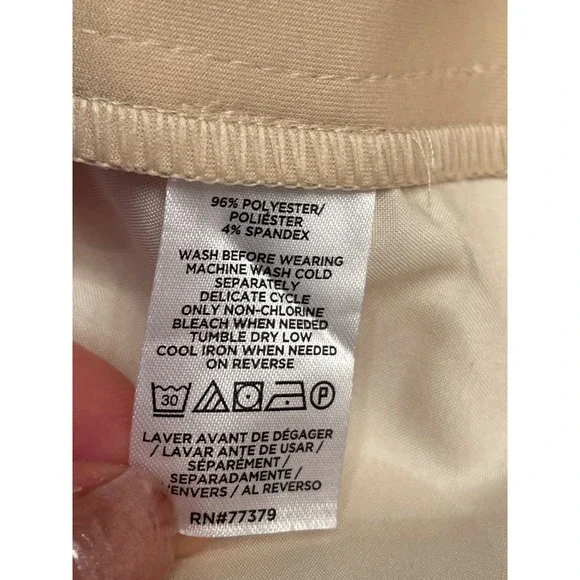 96% POLYESTER/
POLIÉSTER
4% SPANDEX
WASH BEFORE WEARING
MACHINE WASH COLD
SEPARATELY
DELICATE CYCLE
ONLY NON-CHLORINE
BLEACH WHEN NEEDED
TUMBLE DRY LOW
COOL IRON WHEN NEEDED
ON REVERSE
30 P
LAVER AVANT DE DÉGAGER
/ LAVAR ANTE DE USAR /
SÉPARÉMENT /
SEPARADAMENTE /
L'ENVERS / AL REVERSO
RN#77379